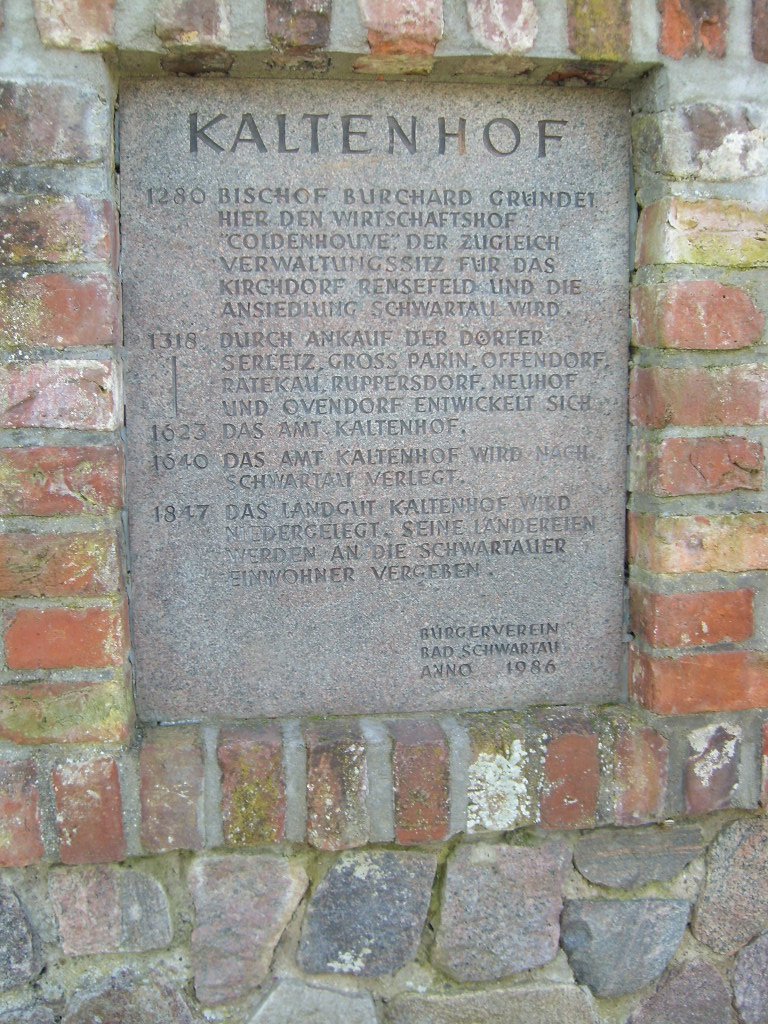 KALTENHOF
1280 BISCHOF BURCHARD GRÜNDET
HIER DEN WIRTSCHAFTSHOF
"COLDENHOUVE", DER ZUGLEICH
VERWALTUNGSSITZ FÜR DAS
KIRCHDORF RENSEFELD UND DIE
ANSIEDLUNG SCHWARTAU WIRD.
1318 DURCH ANKAUF DER DÖRFER
SEREETZ, GROSS PARIN, OFFENDORF,
RATEKAU, RUPPERSDORF, NEUHOF
UND OVENDORF ENTWICKELT SICH
1623 DAS AMT KALTENHOF.
1640 DAS AMT KALTENHOF WIRD NACH
SCHWARTAU VERLEGT.
1847 DAS LANDGUT KALTENHOF WIRD
NIEDERGELEGT. SEINE LÄNDEREIEN
WERDEN AN DIE SCHWARTAUER
EINWOHNER VERGEBEN.
BÜRGERVEREIN
BAD SCHWARTAU
ANNO 1986